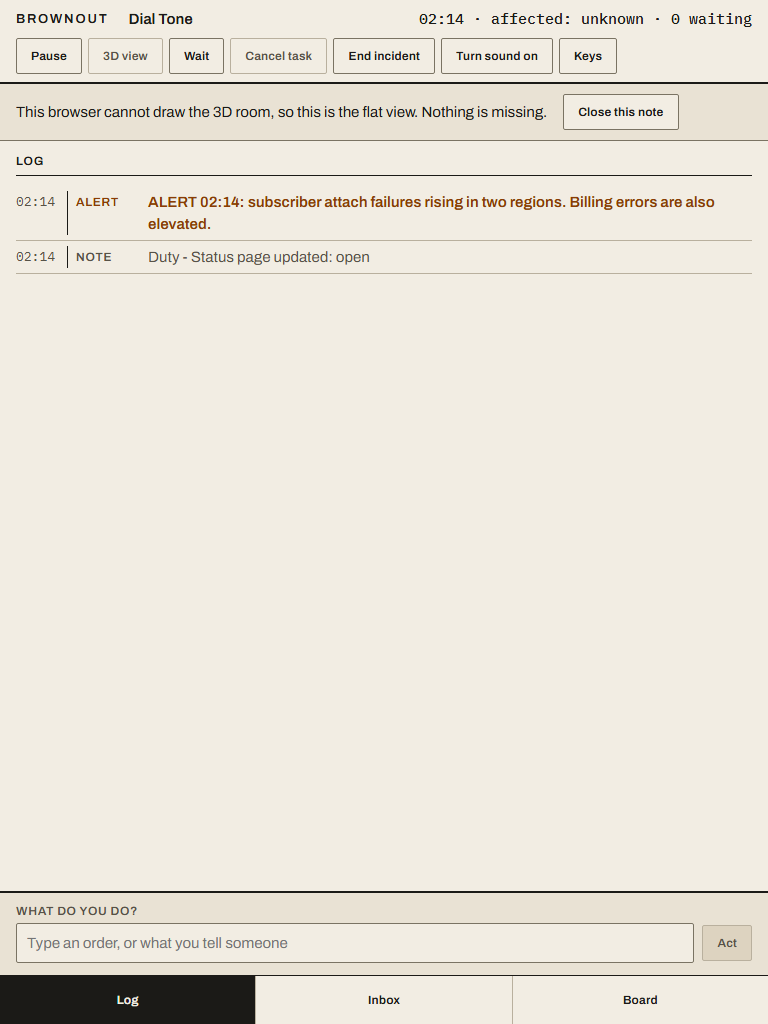 BROWNOUT Dial Tone 02:14 · affected: unknown · 0 waiting
Pause 3D view Wait Cancel task End incident Turn sound on Keys
This browser cannot draw the 3D room, so this is the flat view. Nothing is missing. Close this note
LOG
02:14 ALERT ALERT 02:14: subscriber attach failures rising in two regions. Billing errors are also
elevated.
02:14 NOTE Duty - Status page updated: open
WHAT DO YOU DO?
Type an order, or what you tell someone Act
Log Inbox Board